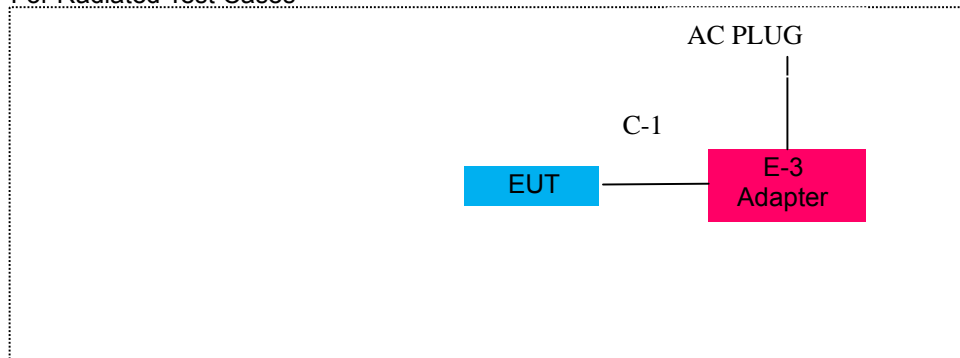 For Radiated Test Cases
AC PLUG
C-1
EUT
E-3
Adapter